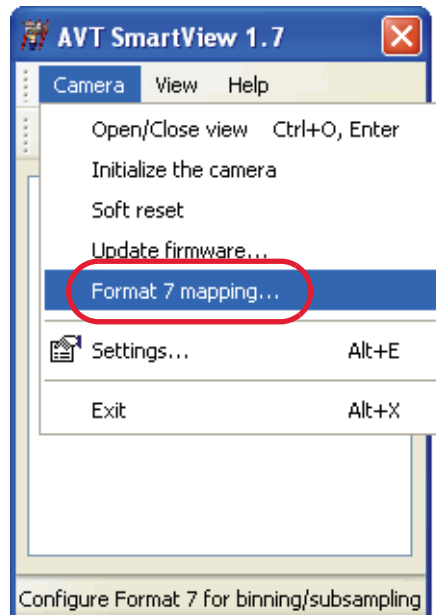 AVT SmartView 1.7
Camera View Help
Open/Close view Ctrl+O, Enter
Initialize the camera
Soft reset
Update firmware...
Format 7 mapping...
Settings... Alt+E
Exit Alt+X
Configure Format 7 for binning/subsampling